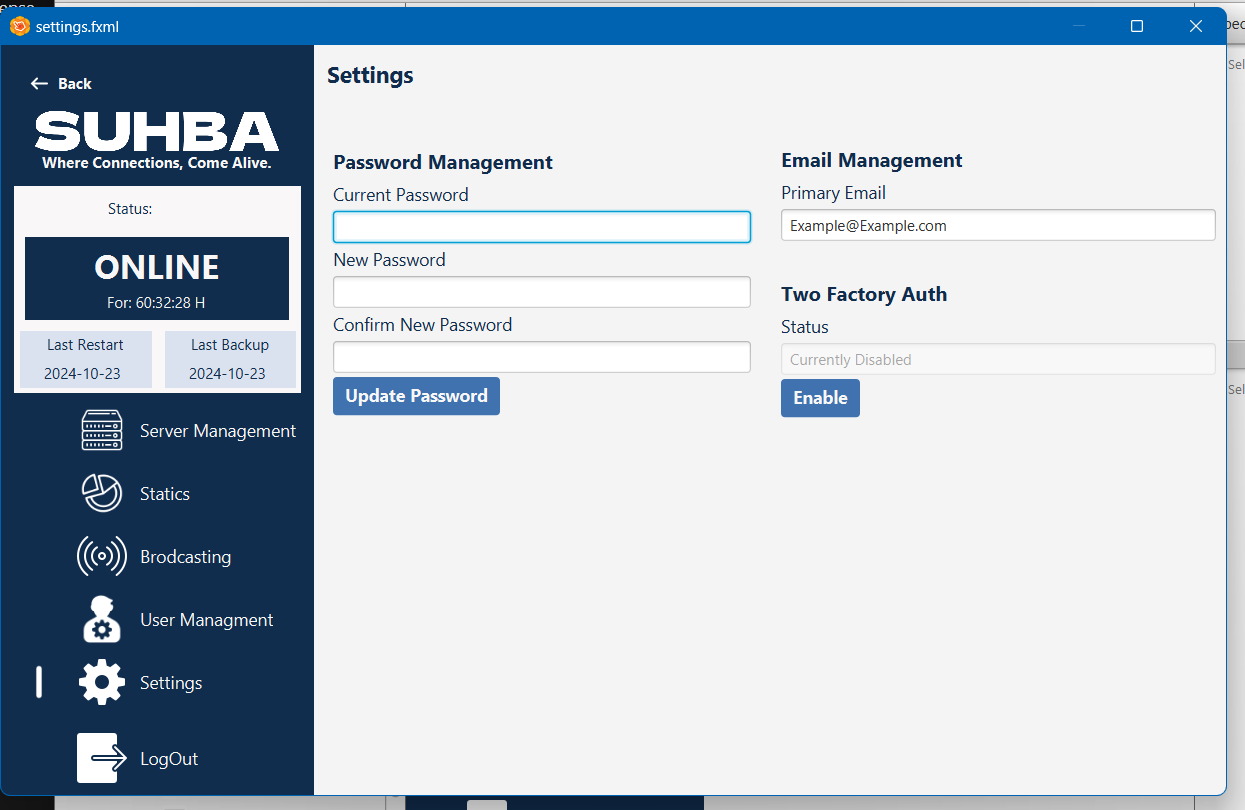 settings.fxml
Back
SUHBA
Where Connections, Come Alive.
Status:
ONLINE
For: 60:32:28 H
Last Restart
2024-10-23
Last Backup
2024-10-23
Server Management
Statics
Brodcasting
User Managment
Settings
LogOut
Settings
Password Management
Current Password
New Password
Confirm New Password
Update Password
Email Management
Primary Email
Example@Example.com
Two Factory Auth
Status
Currently Disabled
Enable
Sel
Sel